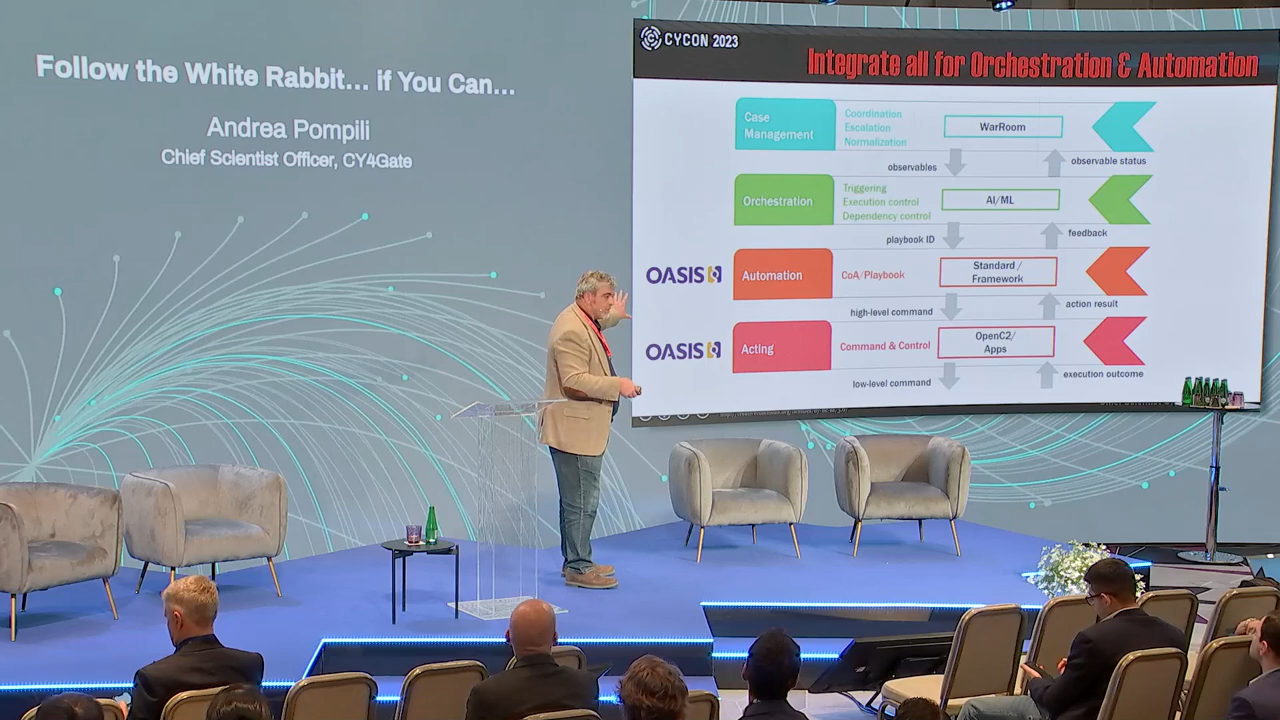 Follow the White Rabbit... if You Can...
Andrea Pompili
Chief Scientist Officer, CY4Gate
CYCON 2023
Integrate all for Orchestration & Automation
Case
Management
Coordination
Escalation
Normalization
WarRoom
observables
observable status
Orchestration
Triggering
Execution control
Dependency control
AI/ML
playbook ID
feedback
OASIS
Automation
CoA/Playbook
Standard /
Framework
high-level command
action result
OASIS
Acting
Command & Control
OpenC2/
Apps
low-level command
execution outcome